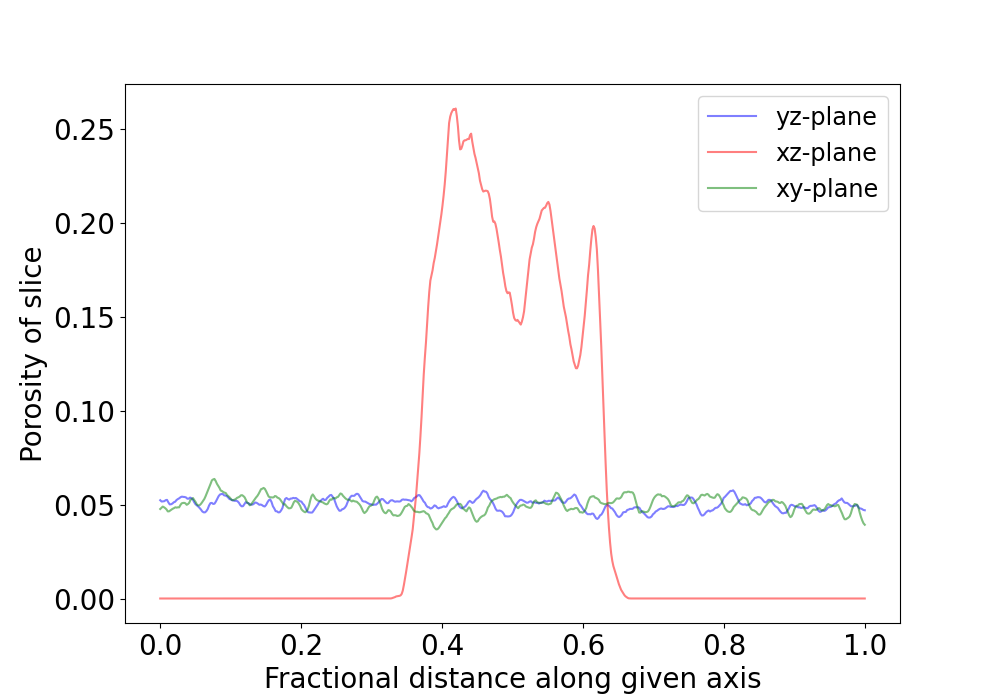 yz-plane
xz-plane
xy-plane
Porosity of slice
0.25
0.20
0.15
0.10
0.05
0.00
0.0 0.2 0.4 0.6 0.8 1.0
Fractional distance along given axis